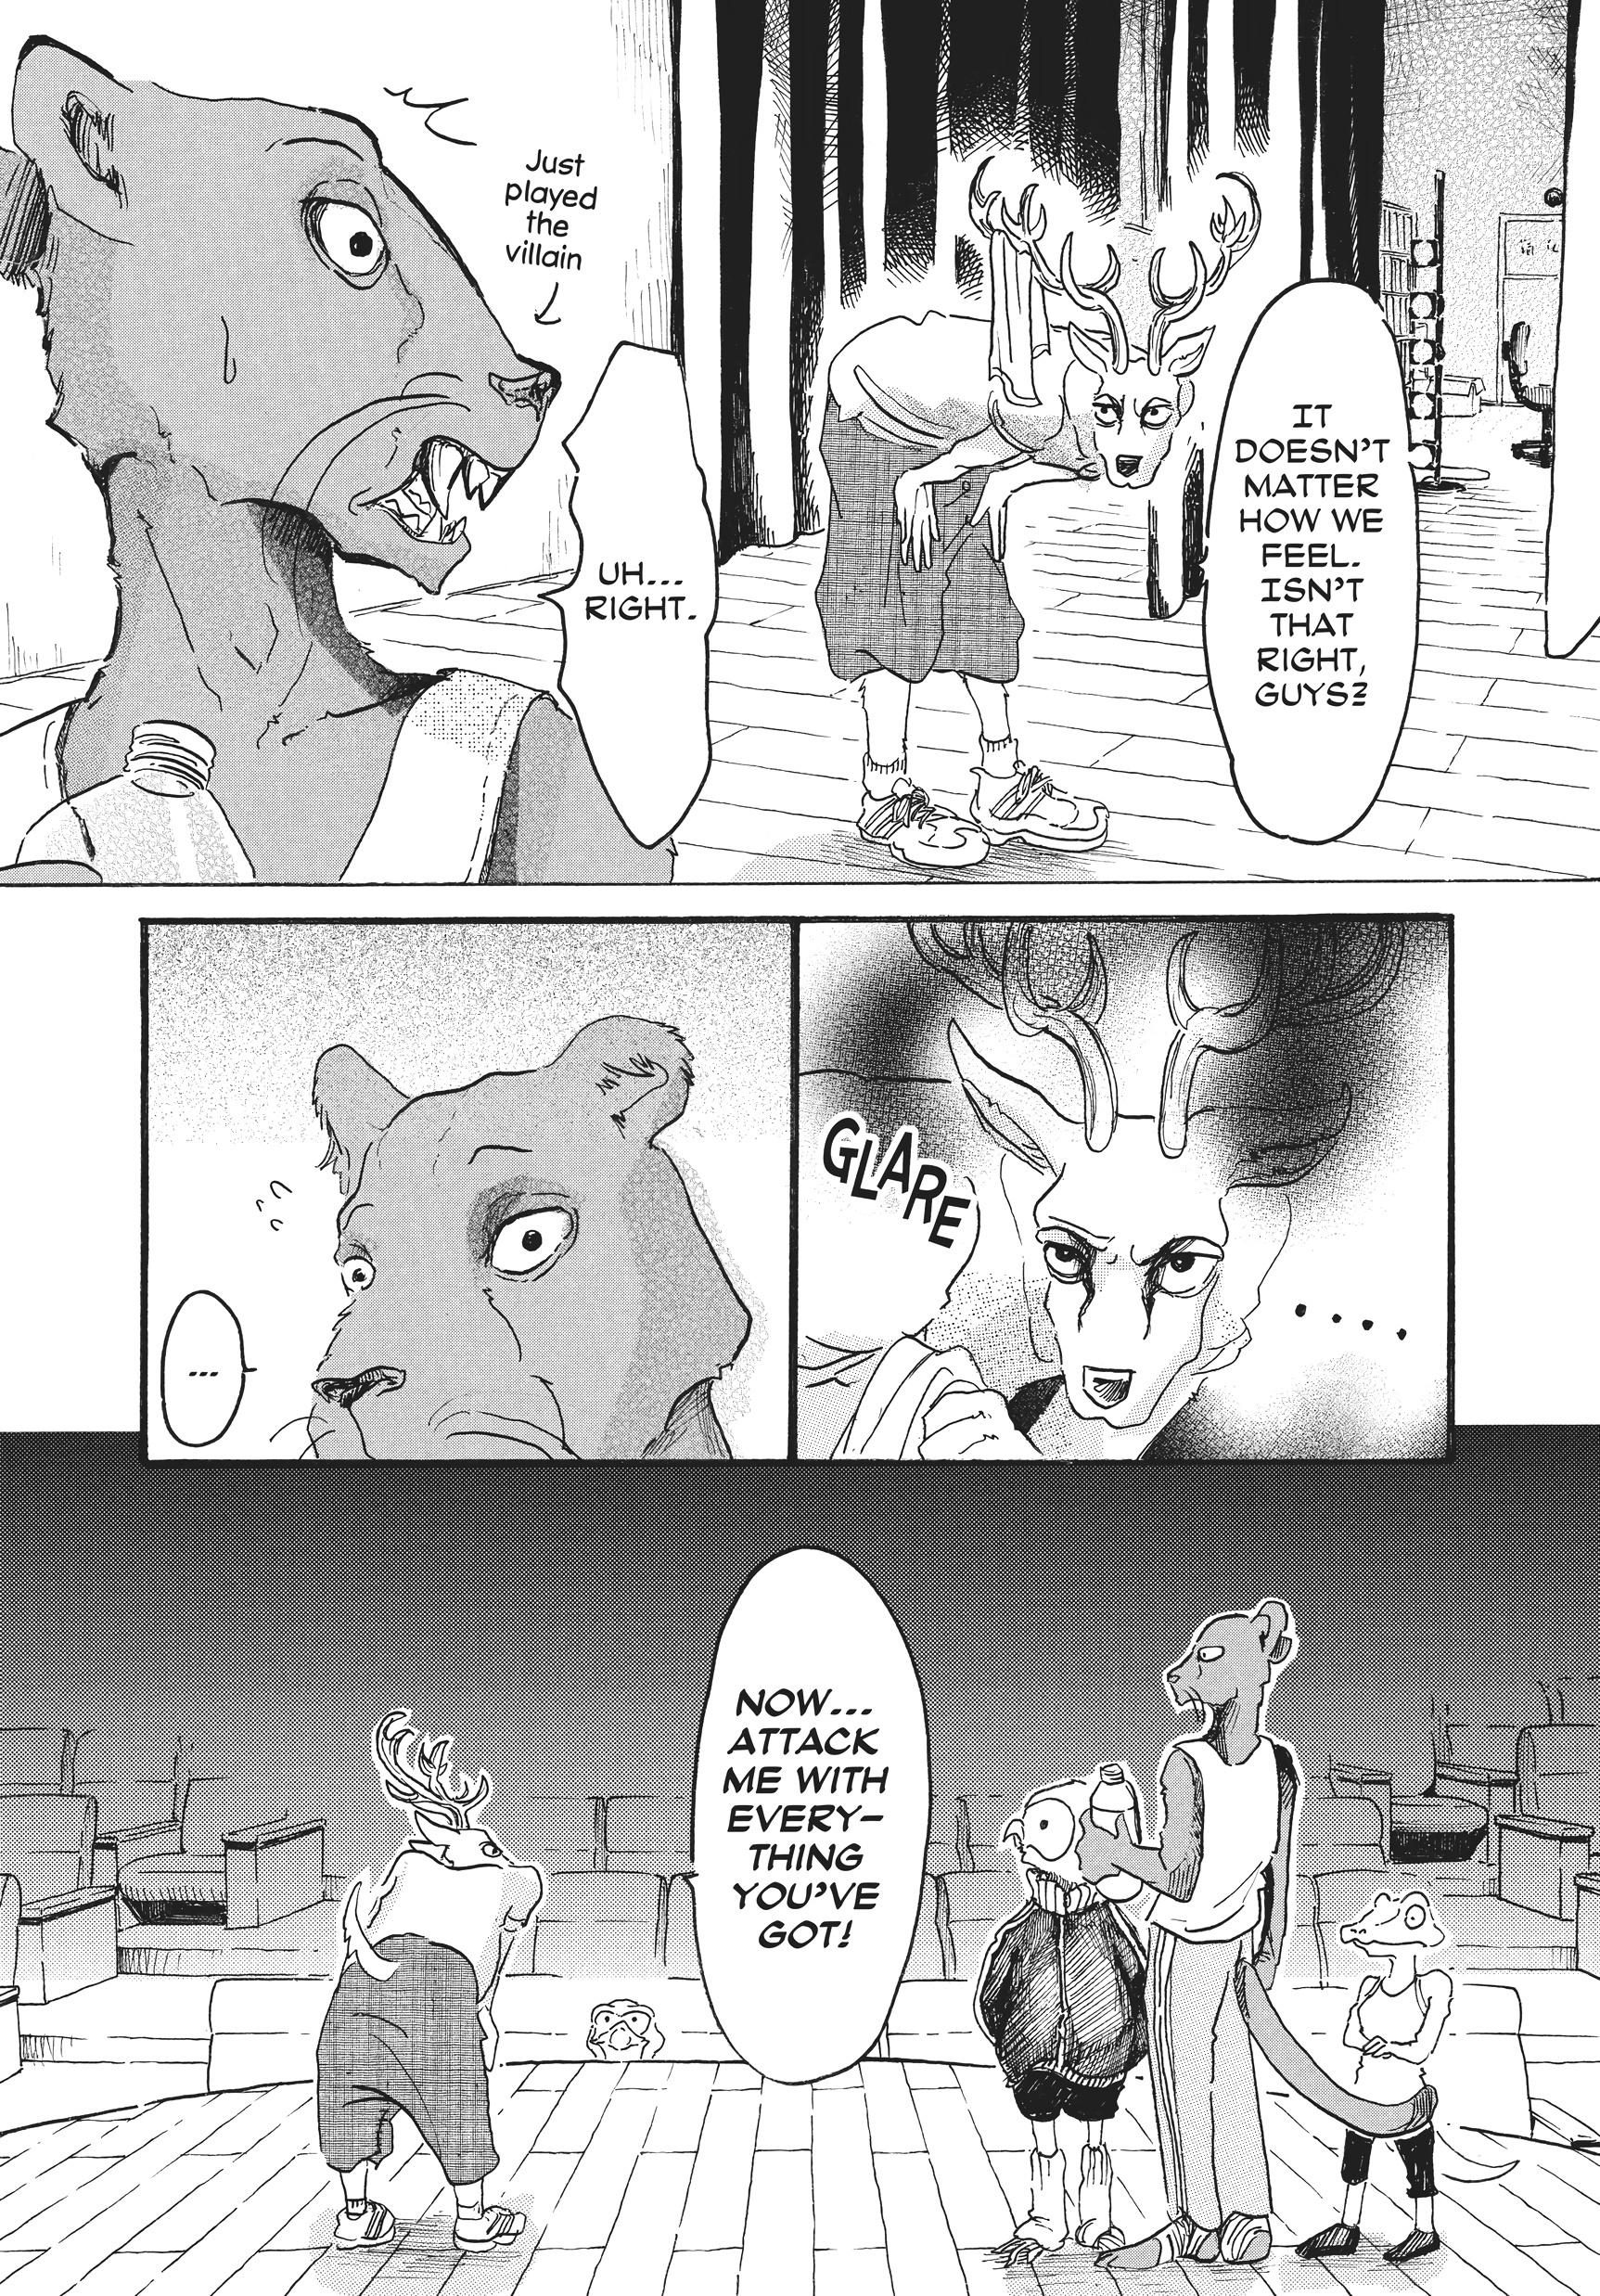 IT
DOESN'T
MATTER
HOW WE
FEEL.
ISN'T
THAT
RIGHT,
GUYS?
Just
played
the
villain
UH...
RIGHT.
GLARE
....
...
NOW...
ATTACK
ME WITH
EVERY-
THING
YOU'VE
GOT!